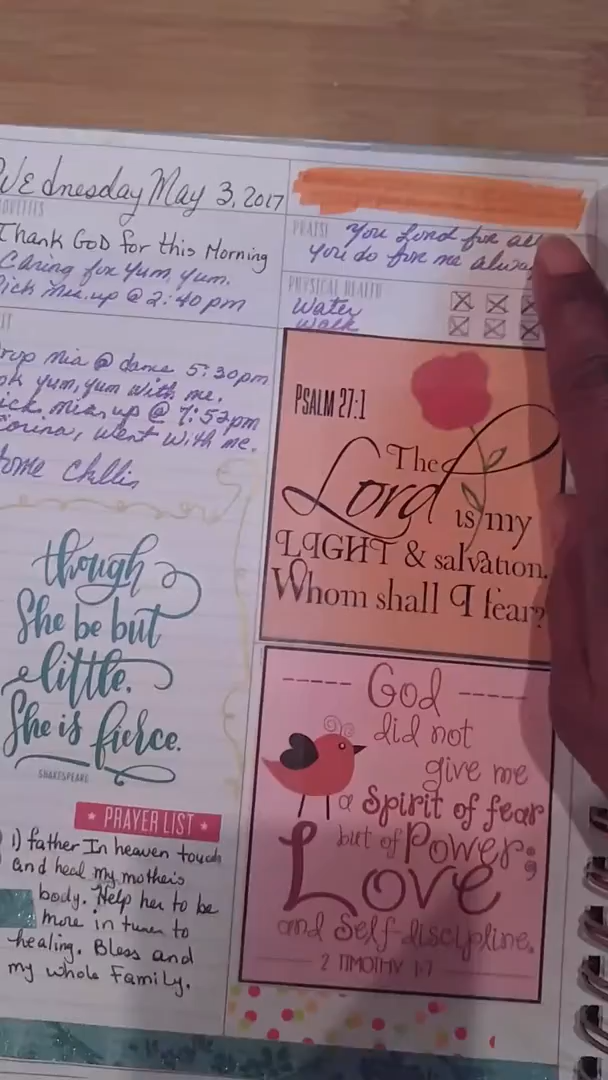 Wednesday May 3, 2017
Thank God for this Morning
Caring for Yum, Yum.
Pick Mia up @ 2:40pm
PRAISE You Lord for all
You do for me always
PHYSICAL HEALTH
Water
Walk
Drop Mia @ dance 5:30pm
yum, yum with me.
Pick Mia up @ 7:52pm
went with me.
Home Chillin
though
She be but
little.
She is fierce.
SHAKESPEARE
PRAYER LIST
1) father In heaven touch
and heal my mother's
body. Help her to be
more in tune to
healing. Bless and
my whole Family.
PSALM 27:1
The
Lord is my
LIGHT & salvation.
Whom shall I fear?
God
did not
give me
a Spirit of fear
but of Power;
Love
and Self-discipline.
2 TIMOTHY 1:7